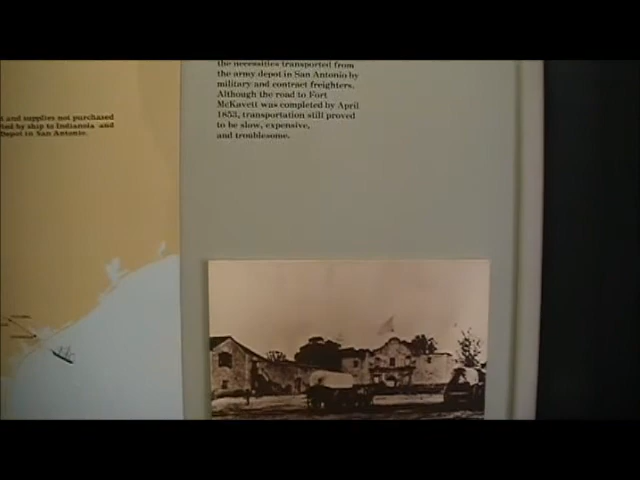 t and supplies not purchased
ted by ship to Indianola and
Depot in San Antonio.
the necessities transported from
the army depot in San Antonio by
military and contract freighters.
Although the road to Fort
McKavett was completed by April
1853, transportation still proved
to be slow, expensive,
and troublesome.